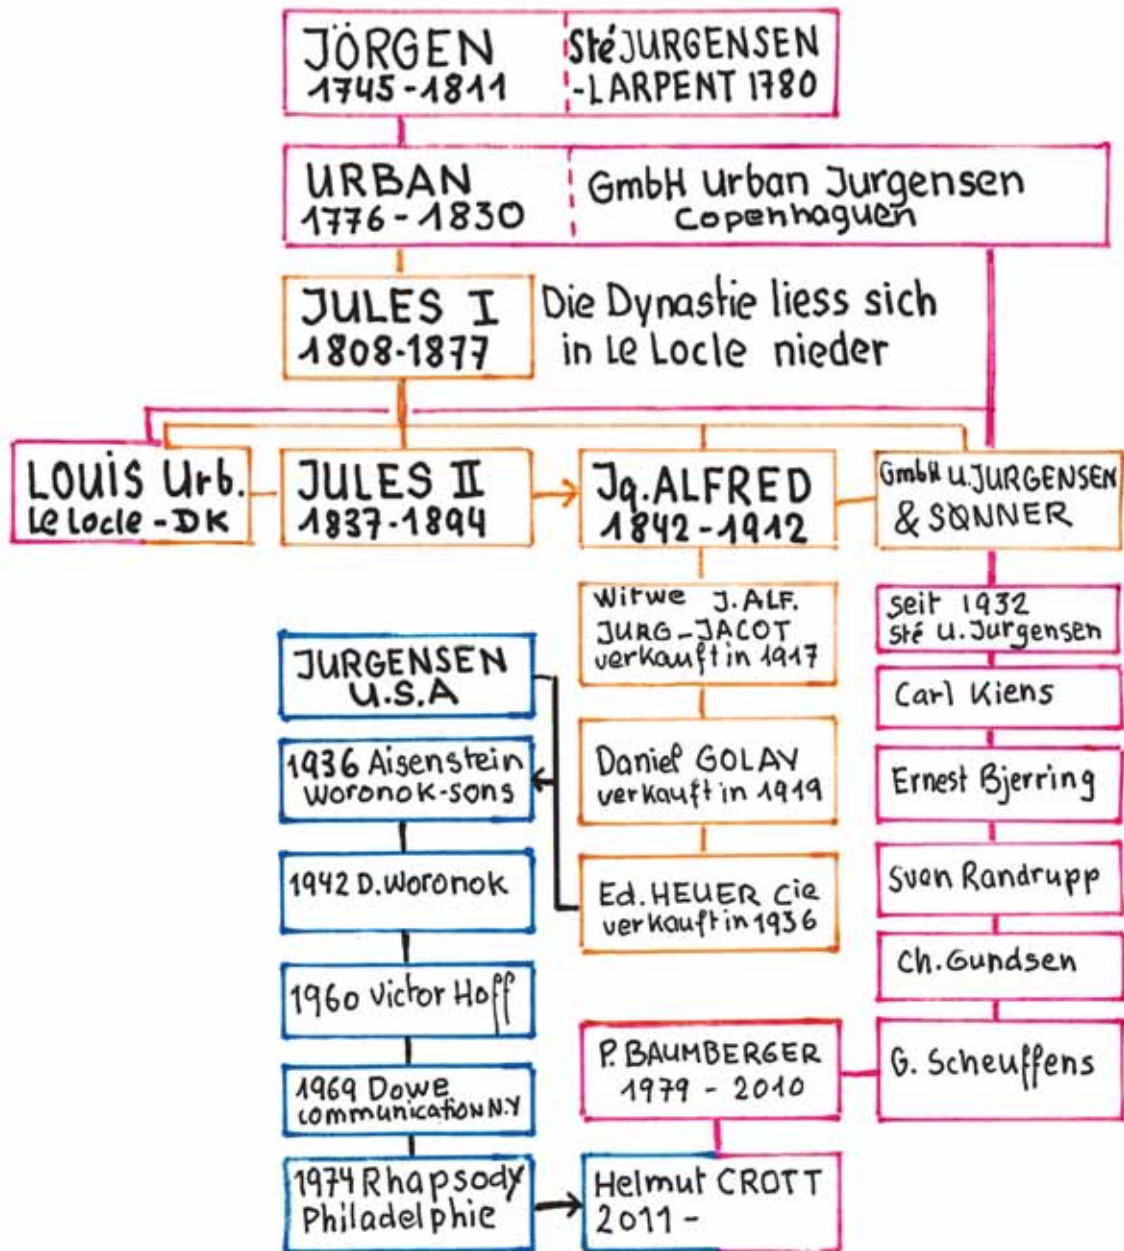 JÖRGEN
1745-1811
Sté JURGENSEN
-LARPENT 1780
URBAN
1776-1830
GmbH Urban Jurgensen
Copenhaguen
JULES I
1808-1877
Die Dynastie liess sich
in Le Locle nieder
LOUIS Urb.
Le Locle - DK
JULES II
1837-1894
Jq. ALFRED
1842-1912
GmbH U. JURGENSEN
& SØNNER
Witwe J. ALF.
JURG-JACOT
verkauft in 1917
seit 1932
sté U. Jurgensen
JURGENSEN
U.S.A
Carl Kiens
1936 Aisenstein
Woronok-sons
Daniel GOLAY
verkauft in 1919
Ernest Bjerring
1942 D. Woronok
Ed. HEUER Cie
verkauft in 1936
Sven Randrupp
Ch. Gundsen
1960 Victor Hoff
P. BAUMBERGER
1979 - 2010
G. Scheuffens
1969 Dowe
communication N.Y
1974 Rhapsody
Philadelphie
Helmut CROTT
2011 -